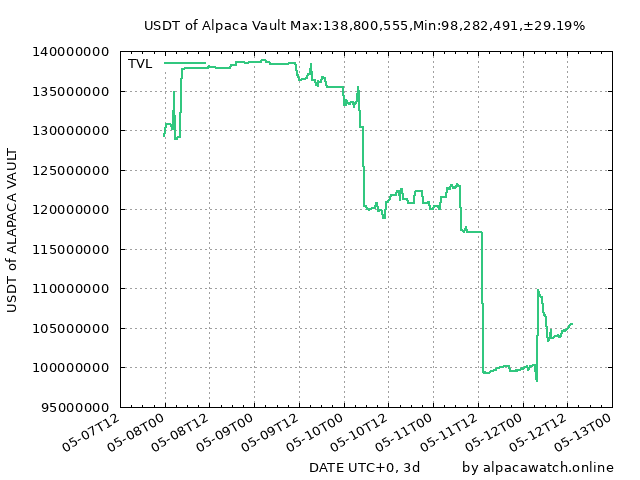 USDT of Alpaca Vault Max:138,800,555,Min:98,282,491,±29.19%
TVL
140000000
135000000
130000000
125000000
120000000
115000000
110000000
105000000
100000000
95000000
USDT of ALAPACA VAULT
05-07T12
05-08T00
05-08T12
05-09T00
05-09T12
05-10T00
05-10T12
05-11T00
05-11T12
05-12T00
05-12T12
05-13T00
DATE UTC+0, 3d
by alpacawatch.online